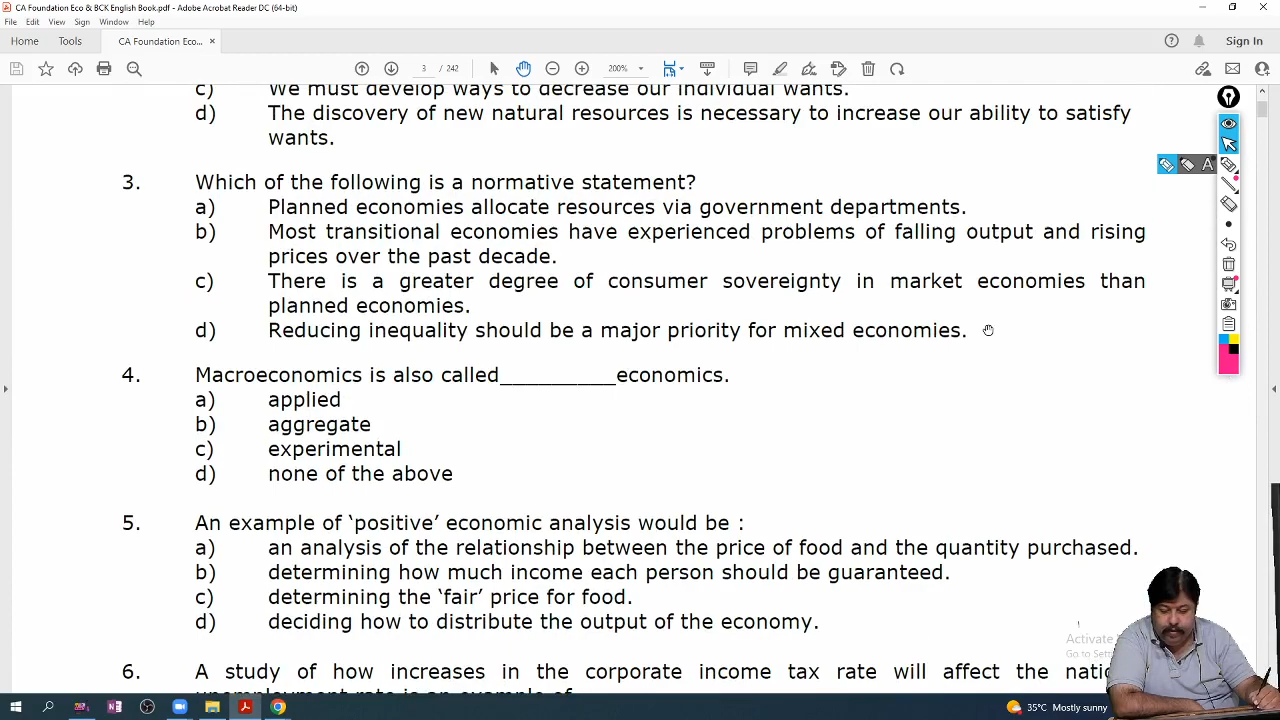 CA Foundation Eco & BCK English Book.pdf - Adobe Acrobat Reader DC (64-bit)
File Edit View Sign Window Help
Home Tools CA Foundation Eco... × Sign In
3 / 242 200%
c) We must develop ways to decrease our individual wants.
d) The discovery of new natural resources is necessary to increase our ability to satisfy
wants.
3. Which of the following is a normative statement?
a) Planned economies allocate resources via government departments.
b) Most transitional economies have experienced problems of falling output and rising
prices over the past decade.
c) There is a greater degree of consumer sovereignty in market economies than
planned economies.
d) Reducing inequality should be a major priority for mixed economies.
4. Macroeconomics is also called__________economics.
a) applied
b) aggregate
c) experimental
d) none of the above
5. An example of ‘positive’ economic analysis would be :
a) an analysis of the relationship between the price of food and the quantity purchased.
b) determining how much income each person should be guaranteed.
c) determining the ‘fair’ price for food.
d) deciding how to distribute the output of the economy.
Activate
Go to Set
6. A study of how increases in the corporate income tax rate will affect the
35°C Mostly sunny